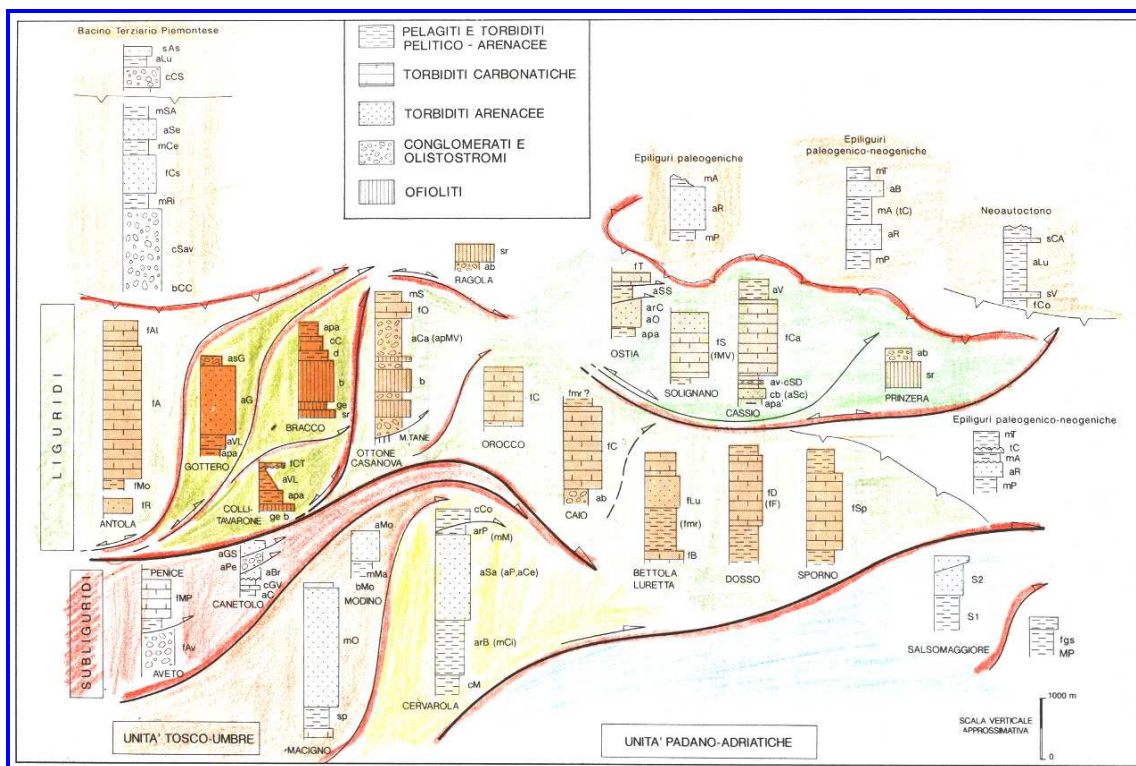 Bacino Terziario Piemontese
sAs
aLu
cCS
mSA
aSe
mCe
fCs
mRi
cSav
bCC
PELAGITI E TORBIDITI
PELITICO - ARENACEE
TORBIDITI CARBONATICHE
TORBIDITI ARENACEE
CONGLOMERATI E
OLISTOSTROMI
OFIOLITI
Epiliguri paleogeniche
mA
aR
mP
Epiliguiri
paleogenico-neogeniche
mT
aB
mA (tC)
aR
mP
Neoautoctono
sCA
aLu
sV
fCo
LIGURIDI
fAl
fA
fMo
fR
ANTOLA
asG
aG
aVL
apa
GOTTERO
apa
cC
d
b
ge
sr
BRACCO
fCT
aVL
apa
ge b
COLLI-
TAVARONE
mS
fO
aCa (apMV)
b
M.TANE
OTTONE
CASANOVA
sr
ab
RAGOLA
fC
OROCCO
fT
aSS
arC
aO
apa
OSTIA
fS
(fMV)
SOLIGNANO
aV
fCa
av-cSD
cb (aSc)
apa'
CASSIO
ab
sr
PRINZERA
fmr ?
fC
ab
CAIO
fLu
(fmr)
fB
BETTOLA
LURETTA
fD
(fF)
DOSSO
fSp
SPORNO
Epiliguri paleogenico-neogeniche
mT
tC
mA
aR
mP
SUBLIGURIDI
PENICE
fMP
fAv
AVETO
aGS
aPe
aBr
cGV
aC
CANETOLO
aMo
mMa
bMo
MODINO
mO
sp
MACIGNO
cCo
arP
(mM)
aSa (aP,aCe)
arB (mCi)
cM
CERVAROLA
S2
S1
SALSOMAGGIORE
fgs
MP
UNITA' TOSCO-UMBRE
UNITA' PADANO-ADRIATICHE
SCALA VERTICALE
APPROSSIMATIVA
1000 m
0